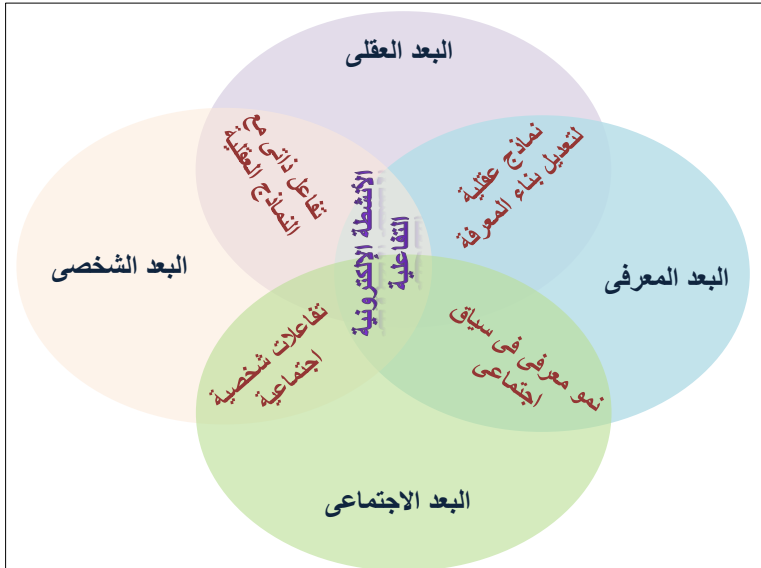 البعد العقلى
تفاعل ذاتى مع
النماذج العقلية
نماذج عقلية
لتعديل بناء المعرفة
الأنشطة الإلكترونية
التفاعلية
البعد الشخصى
البعد المعرفى
تفاعلات شخصية
اجتماعية
نمو معرفى فى سياق
اجتماعى
البعد الاجتماعى